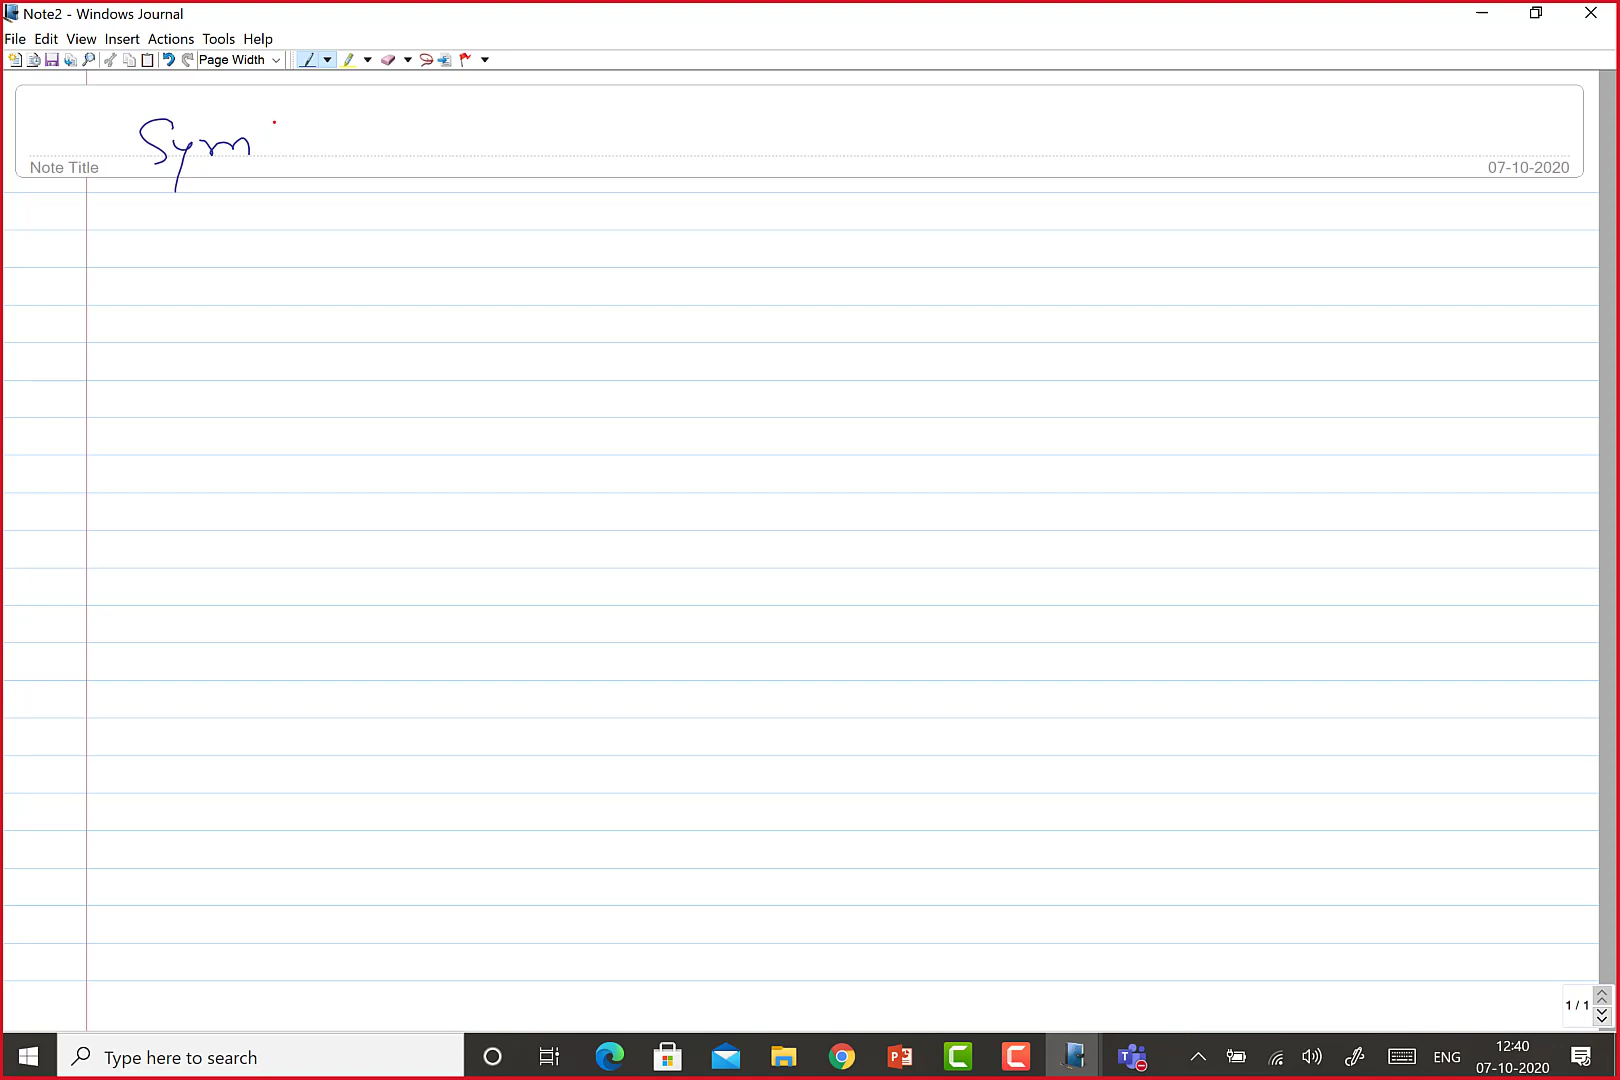 Note2 - Windows Journal
File Edit View Insert Actions Tools Help
Page Width
Sym
Note Title
07-10-2020
1 / 1
Type here to search
ENG
12:40
07-10-2020